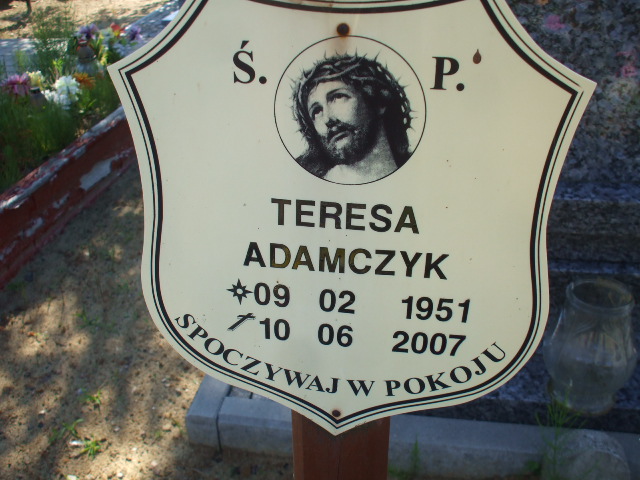 Ś. P.
TERESA
ADAMCZYK
09 02 1951
10 06 2007
SPOCZYWAJ W POKOJU